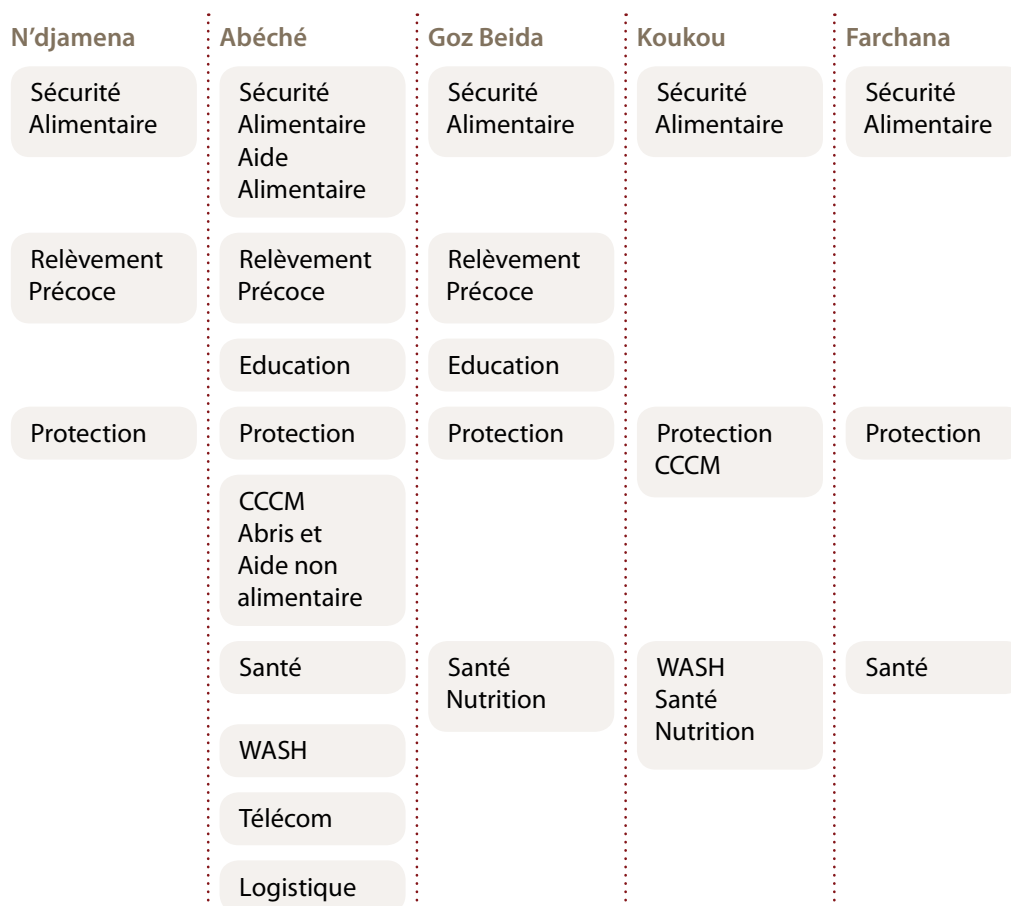 N'djamena
Sécurité
Alimentaire
Relèvement
Précoce
Protection
Abéché
Sécurité
Alimentaire
Aide
Alimentaire
Relèvement
Précoce
Education
Protection
CCCM
Abris et
Aide non
alimentaire
Santé
WASH
Télécom
Logistique
Goz Beida
Sécurité
Alimentaire
Relèvement
Précoce
Education
Protection
Santé
Nutrition
Koukou
Sécurité
Alimentaire
Protection
CCCM
WASH
Santé
Nutrition
Farchana
Sécurité
Alimentaire
Protection
Santé